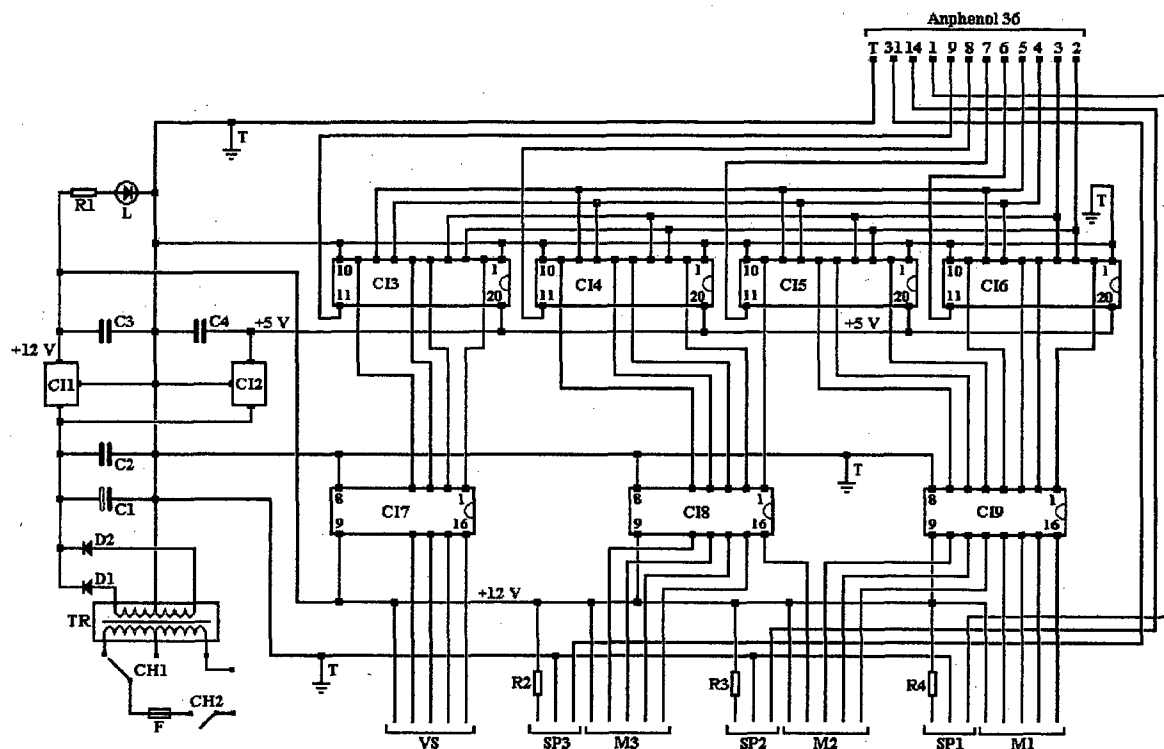 Anphenol 36
T 31 14 1 9 8 7 6 5 4 3 2
T
R1
L
T
10 CI3 1
11 20
10 CI4 1
11 20
10 CI5 1
11 20
10 CI6 1
11 20
C3
C4
+5 V
+5 V
+12 V
CI1
CI2
C2
T
C1
8 CI7 1
9 16
8 CI8 1
9 16
8 CI9 1
9 16
D2
D1
+12 V
TR
T
CH1
R2
R3
R4
CH2
F
VS
SP3
M3
SP2
M2
SP1
M1